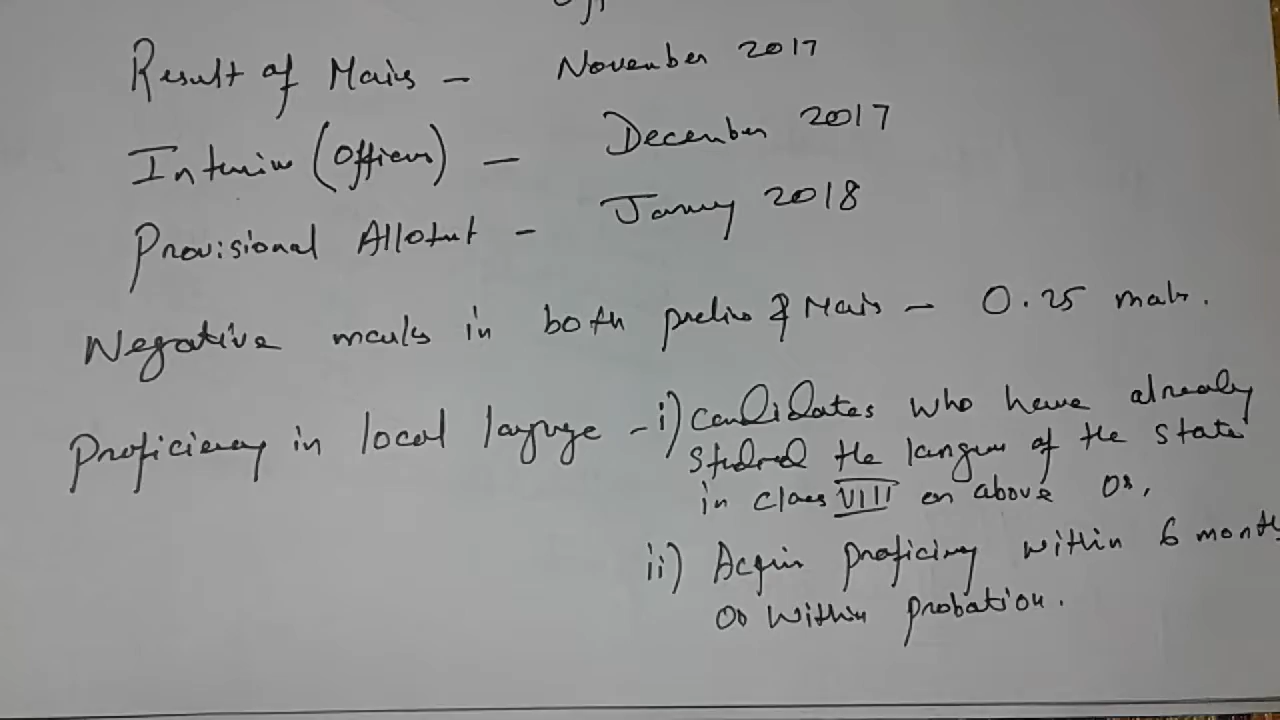 Result of Mains - November 2017
Interview (Officers) - December 2017
Provisional Allotment - January 2018
Negative marks in both prelims & Mains - 0.25 marks.
Proficiency in local language - i) Candidates who have already
studied the language of the state
in class VIII or above or,
ii) Acquire proficiency within 6 months
or within probation.